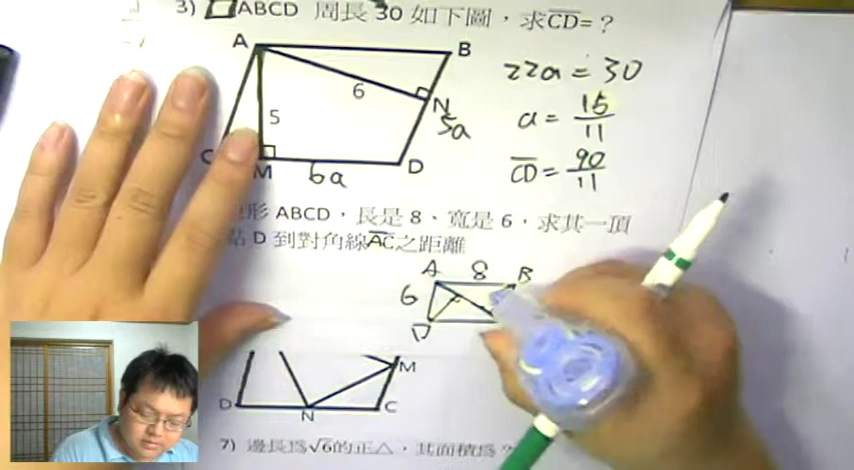 3) ▱ABCD 周長 30 如下圖，求CD=？
A
B
5
6
N
5a
C
M
6a
D
22a = 30
a = 15/11
CD = 90/11
形 ABCD，長是 8、寬是 6，求其一頂
點 D 到對角線AC之距離
A 8 B
6
D
M
D
N
C
7) 邊長為√6的正△，其面積為？